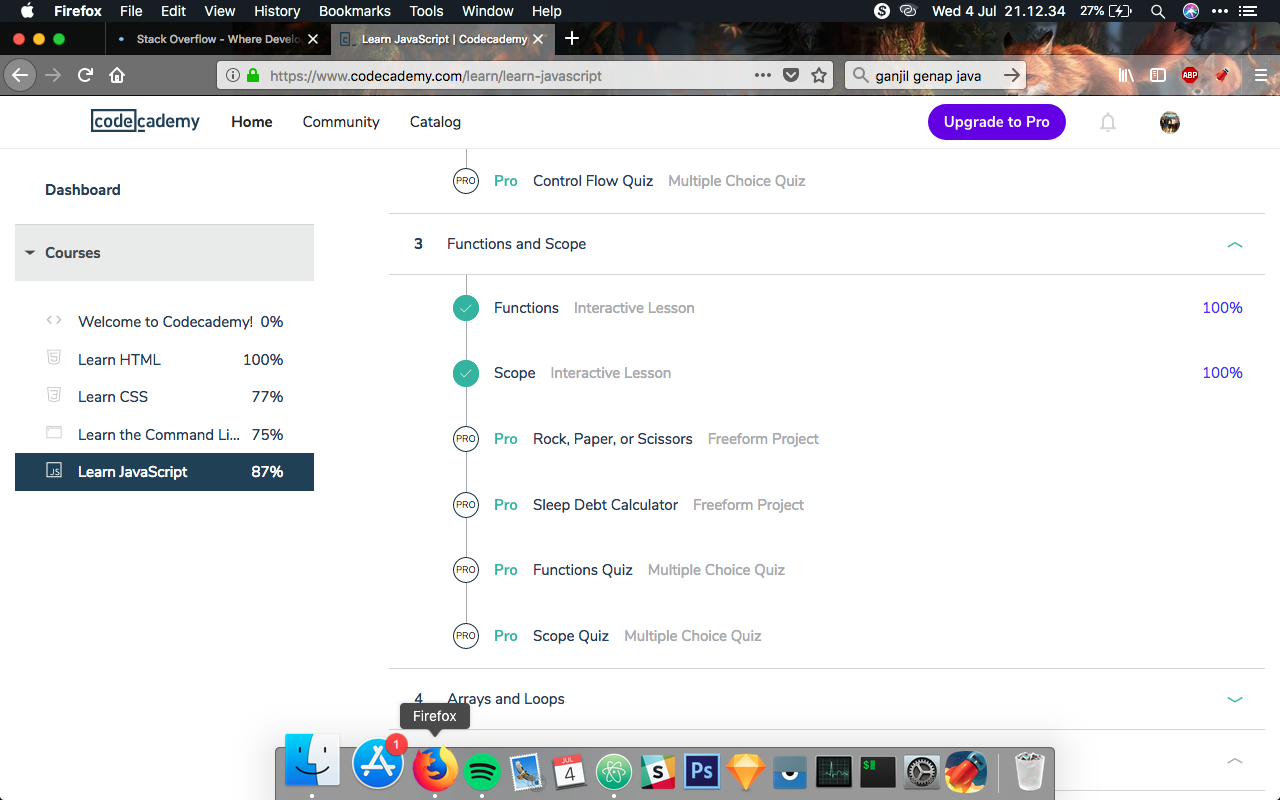 Firefox File Edit View History Bookmarks Tools Window Help Wed 4 Jul 21.12.34 27%
Stack Overflow - Where Develo Learn JavaScript | Codecademy
https://www.codecademy.com/learn/learn-javascript ganjil genap java ABP
codecademy Home Community Catalog Upgrade to Pro
Dashboard
Courses
Welcome to Codecademy! 0%
Learn HTML 100%
Learn CSS 77%
Learn the Command Li... 75%
JS Learn JavaScript 87%
PRO Pro Control Flow Quiz Multiple Choice Quiz
3 Functions and Scope
Functions Interactive Lesson 100%
Scope Interactive Lesson 100%
PRO Pro Rock, Paper, or Scissors Freeform Project
PRO Pro Sleep Debt Calculator Freeform Project
PRO Pro Functions Quiz Multiple Choice Quiz
PRO Pro Scope Quiz Multiple Choice Quiz
4 Arrays and Loops
Firefox
1
JUL
4
S
Ps
$